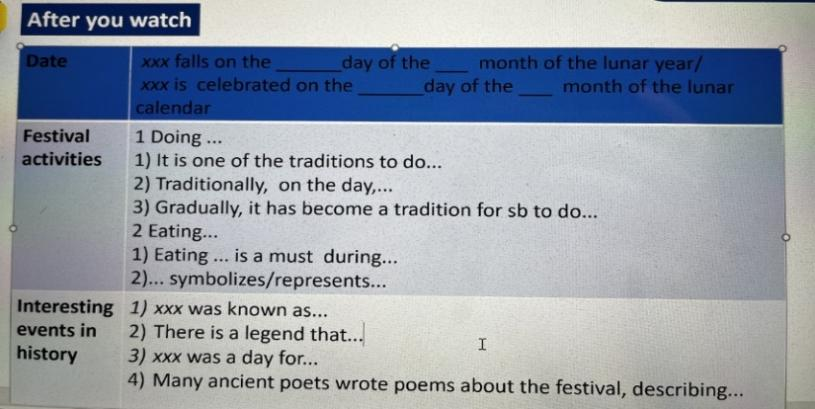 After you watch
Date
xxx falls on the ______day of the ____ month of the lunar year/
xxx is celebrated on the ______day of the ____ month of the lunar
calendar
Festival
activities
1 Doing ...
1) It is one of the traditions to do...
2) Traditionally, on the day,...
3) Gradually, it has become a tradition for sb to do...
2 Eating...
1) Eating ... is a must during...
2)... symbolizes/represents...
Interesting
events in
history
1) xxx was known as...
2) There is a legend that...
3) xxx was a day for...
4) Many ancient poets wrote poems about the festival, describing...